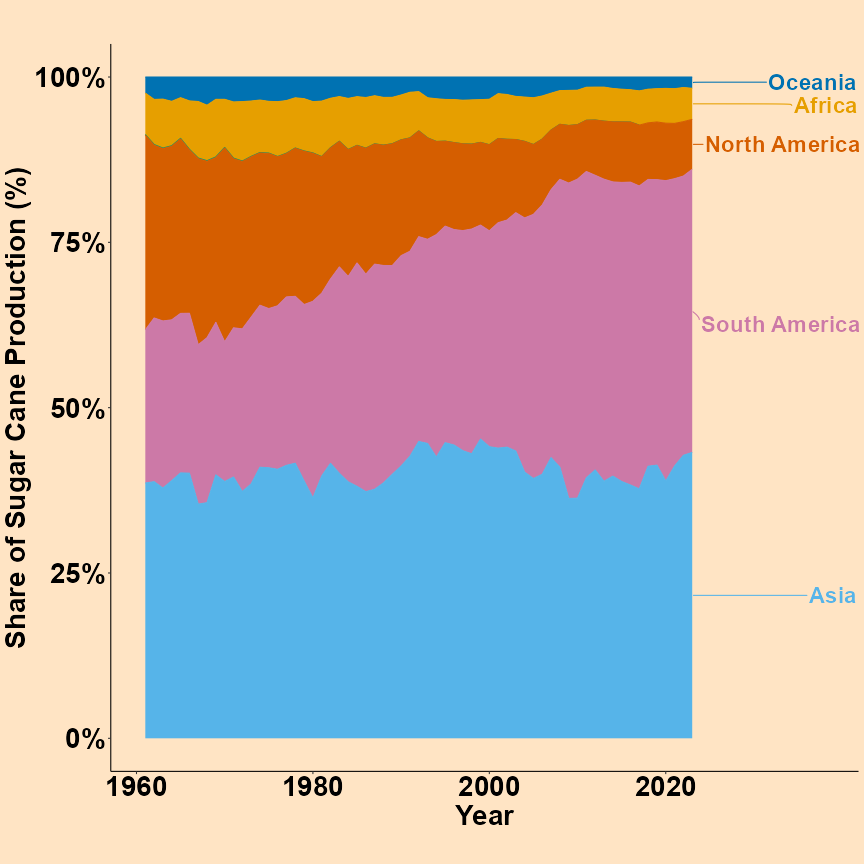 100%
75%
50%
25%
0%
Share of Sugar Cane Production (%)
1960
1980
2000
2020
Year
Oceania
Africa
North America
South America
Asia